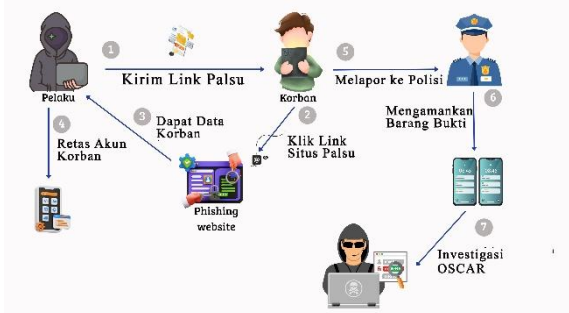 1
Kirim Link Palsu
Pelaku
Korban
5
Melapor ke Polisi
2
Klik Link
Situs Palsu
3
Dapat Data
Korban
4
Retas Akun
Korban
Phishing
website
6
Mengamankan
Barang Bukti
7
Investigasi
OSCAR